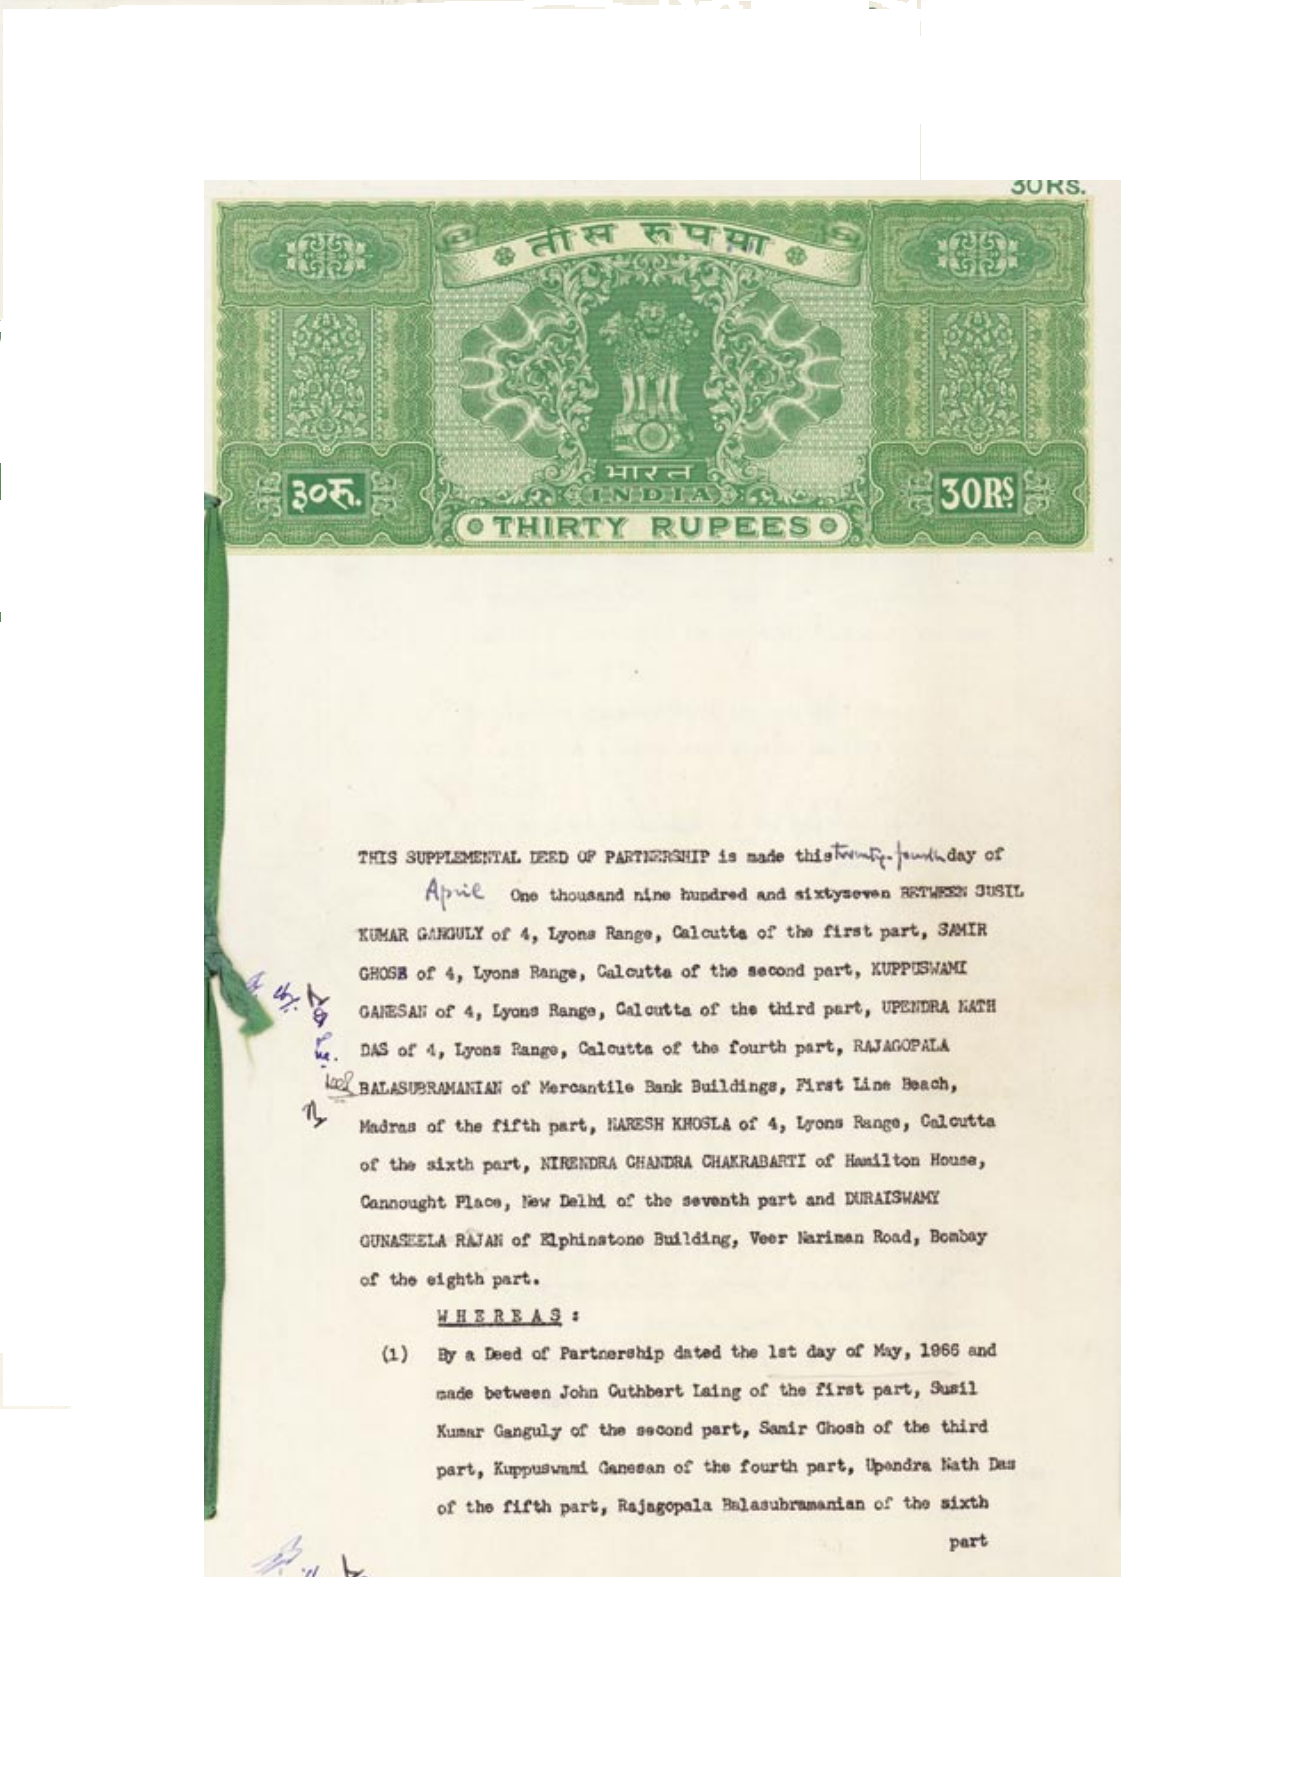 30 RS.
तीस रूपया
भारत
INDIA
३०रु.
30RS
THIRTY RUPEES
THIS SUPPLEMENTAL DEED OF PARTNERSHIP is made this twenty-fourth day of
April One thousand nine hundred and sixtyseven BETWEEN SUSIL
KUMAR GANGULY of 4, Lyons Range, Calcutta of the first part, SAMIR
GHOSH of 4, Lyons Range, Calcutta of the second part, KUPPUSWAMI
GANESAN of 4, Lyons Range, Calcutta of the third part, UPENDRA NATH
DAS of 4, Lyons Range, Calcutta of the fourth part, RAJAGOPALA
BALASUBRAMANIAN of Mercantile Bank Buildings, First Line Beach,
Madras of the fifth part, NARESH KHOSLA of 4, Lyons Range, Calcutta
of the sixth part, NIRENDRA CHANDRA CHAKRABARTI of Hamilton House,
Cannought Place, New Delhi of the seventh part and DURAISWAMY
GUNASEELA RAJAN of Elphinstone Building, Veer Nariman Road, Bombay
of the eighth part.
WHEREAS :
(1) By a Deed of Partnership dated the 1st day of May, 1966 and
made between John Cuthbert Laing of the first part, Susil
Kumar Ganguly of the second part, Samir Ghosh of the third
part, Kuppuswami Ganesan of the fourth part, Upendra Nath Das
of the fifth part, Rajagopala Balasubramanian of the sixth
part